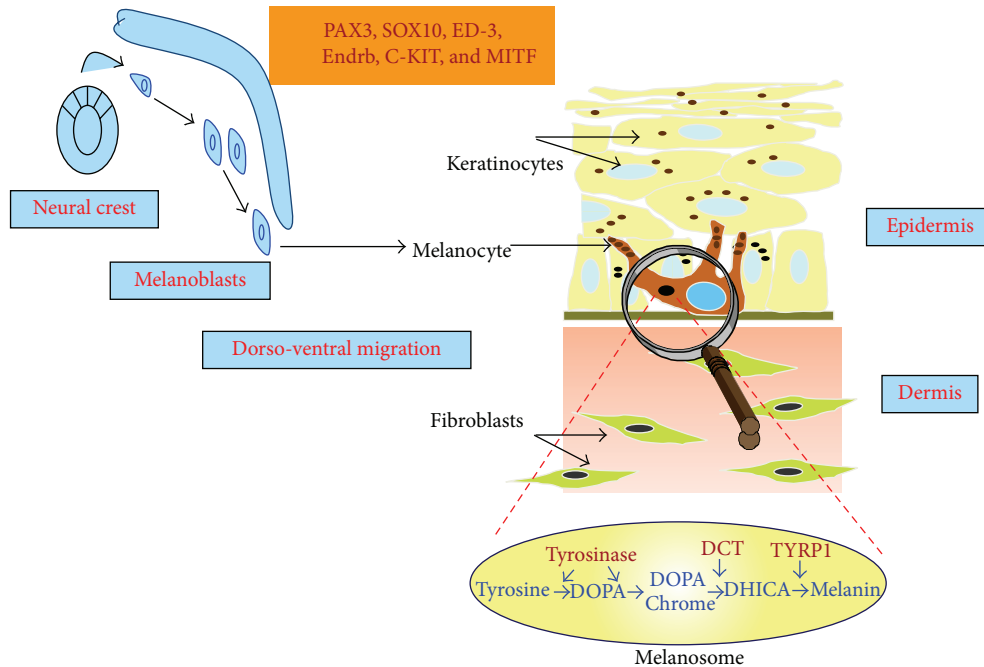 PAX3, SOX10, ED-3,
Endrb, C-KIT, and MITF
Keratinocytes
Neural crest
Epidermis
Melanocyte
Melanoblasts
Dorso-ventral migration
Dermis
Fibroblasts
Tyrosinase
DCT
TYRP1
Tyrosine
DOPA
DOPA
Chrome
DHICA
Melanin
Melanosome